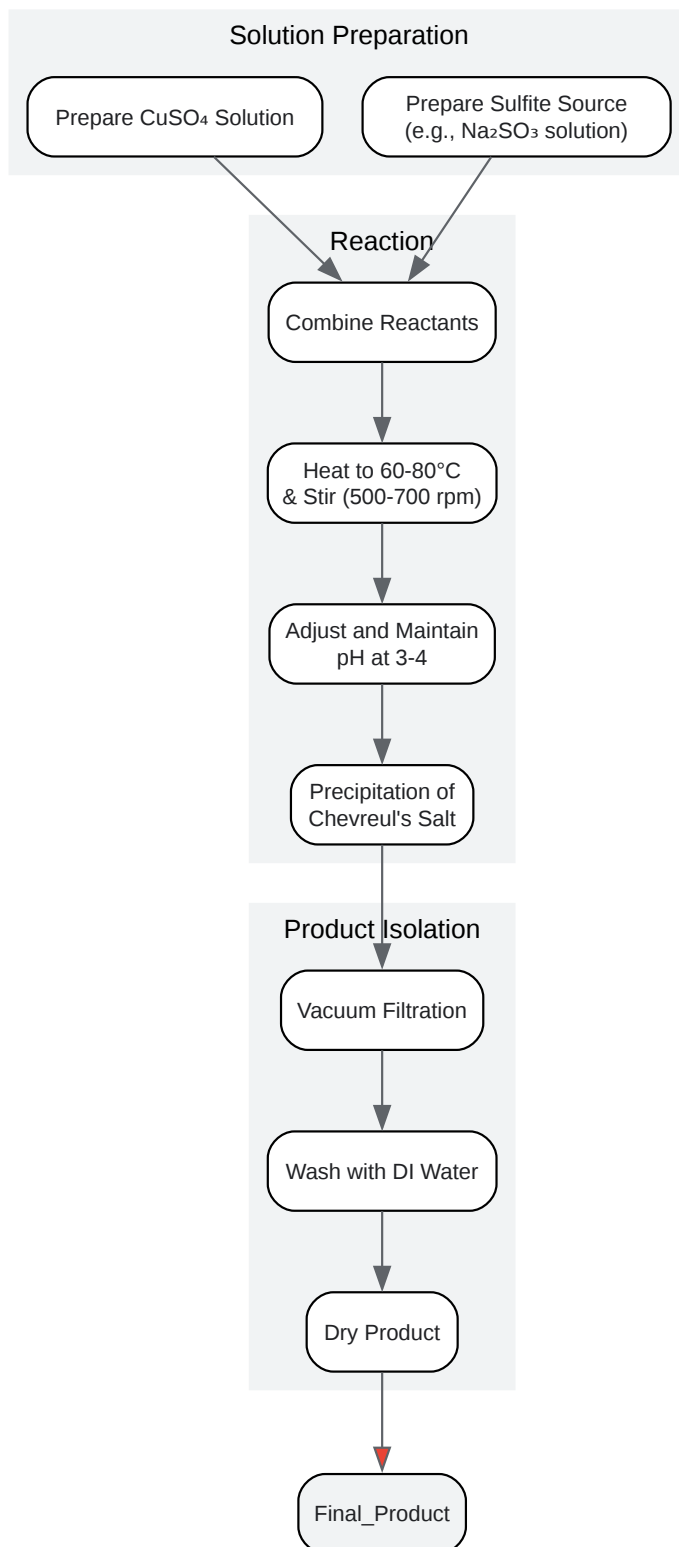 Solution Preparation
Prepare CuSO₄ Solution
Prepare Sulfite Source
(e.g., Na₂SO₃ solution)
Reaction
Combine Reactants
Heat to 60-80°C
& Stir (500-700 rpm)
Adjust and Maintain
pH at 3-4
Precipitation of
Chevreul's Salt
Product Isolation
Vacuum Filtration
Wash with DI Water
Dry Product
Final_Product